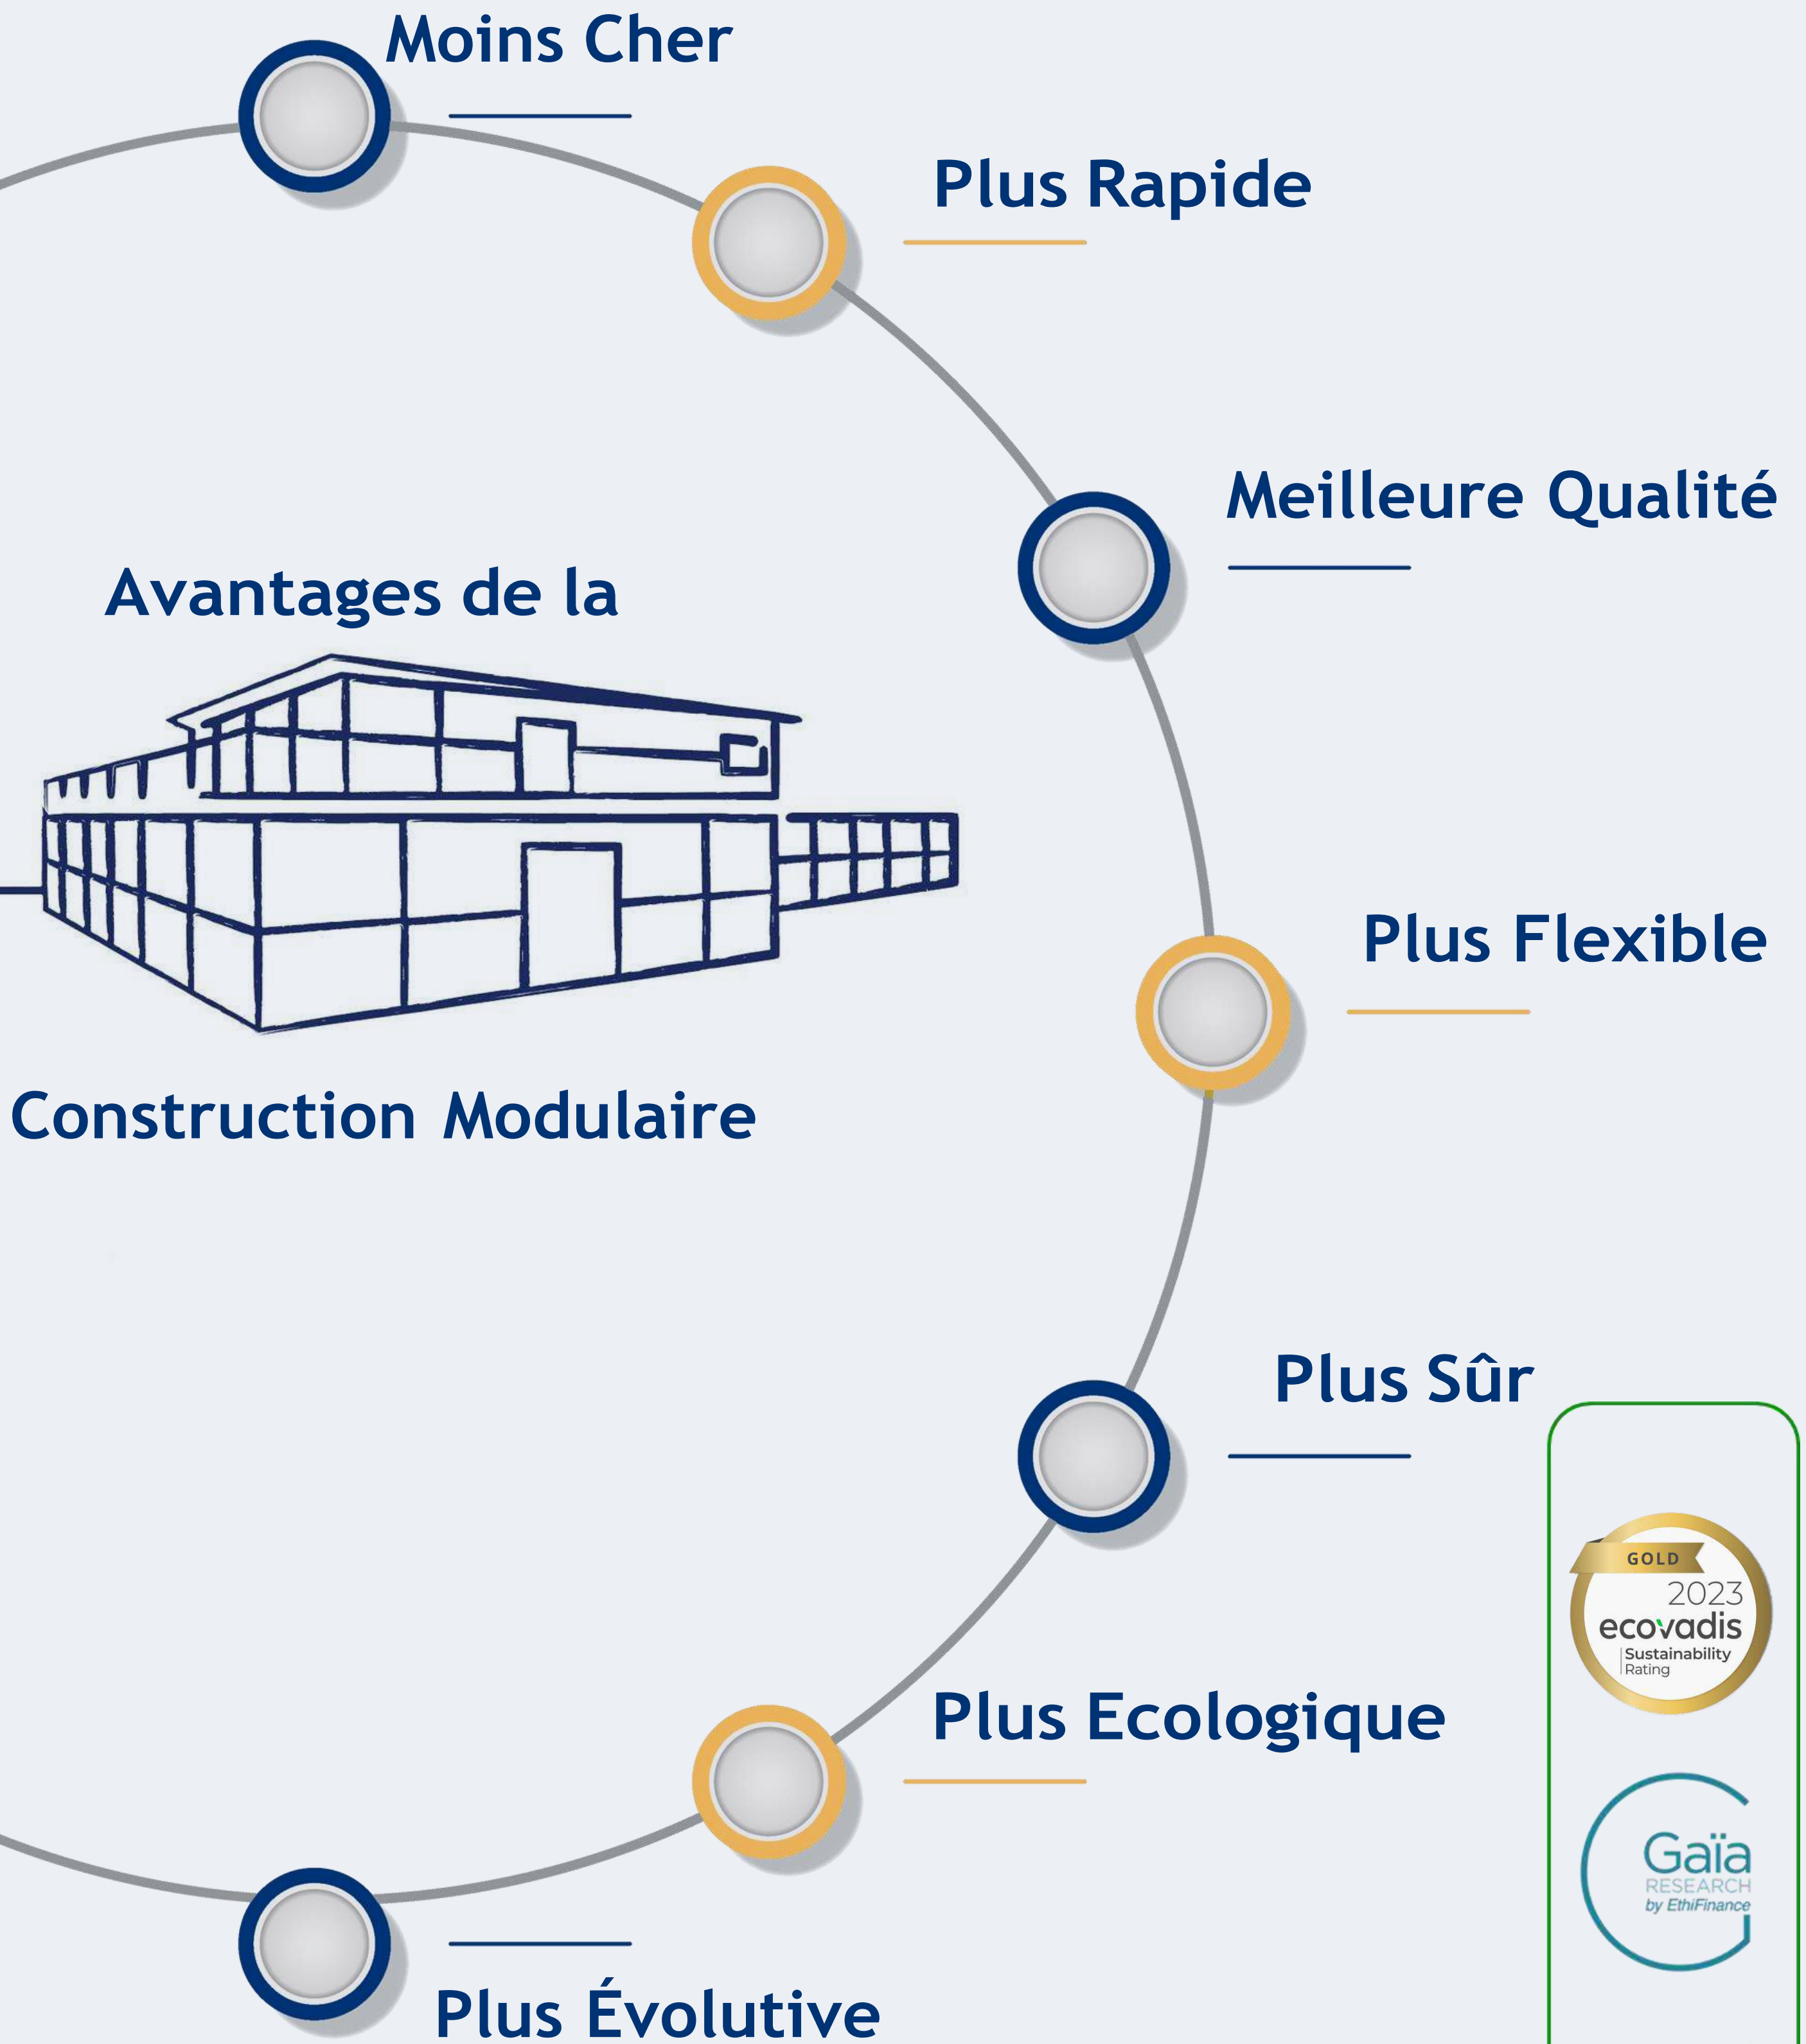 Moins Cher
Plus Rapide
Meilleure Qualité
Avantages de la
Construction Modulaire
Plus Flexible
Plus Sûr
Plus Ecologique
Plus Évolutive
GOLD
2023
ecovadis
Sustainability
Rating
Gaïa
RESEARCH
by EthiFinance